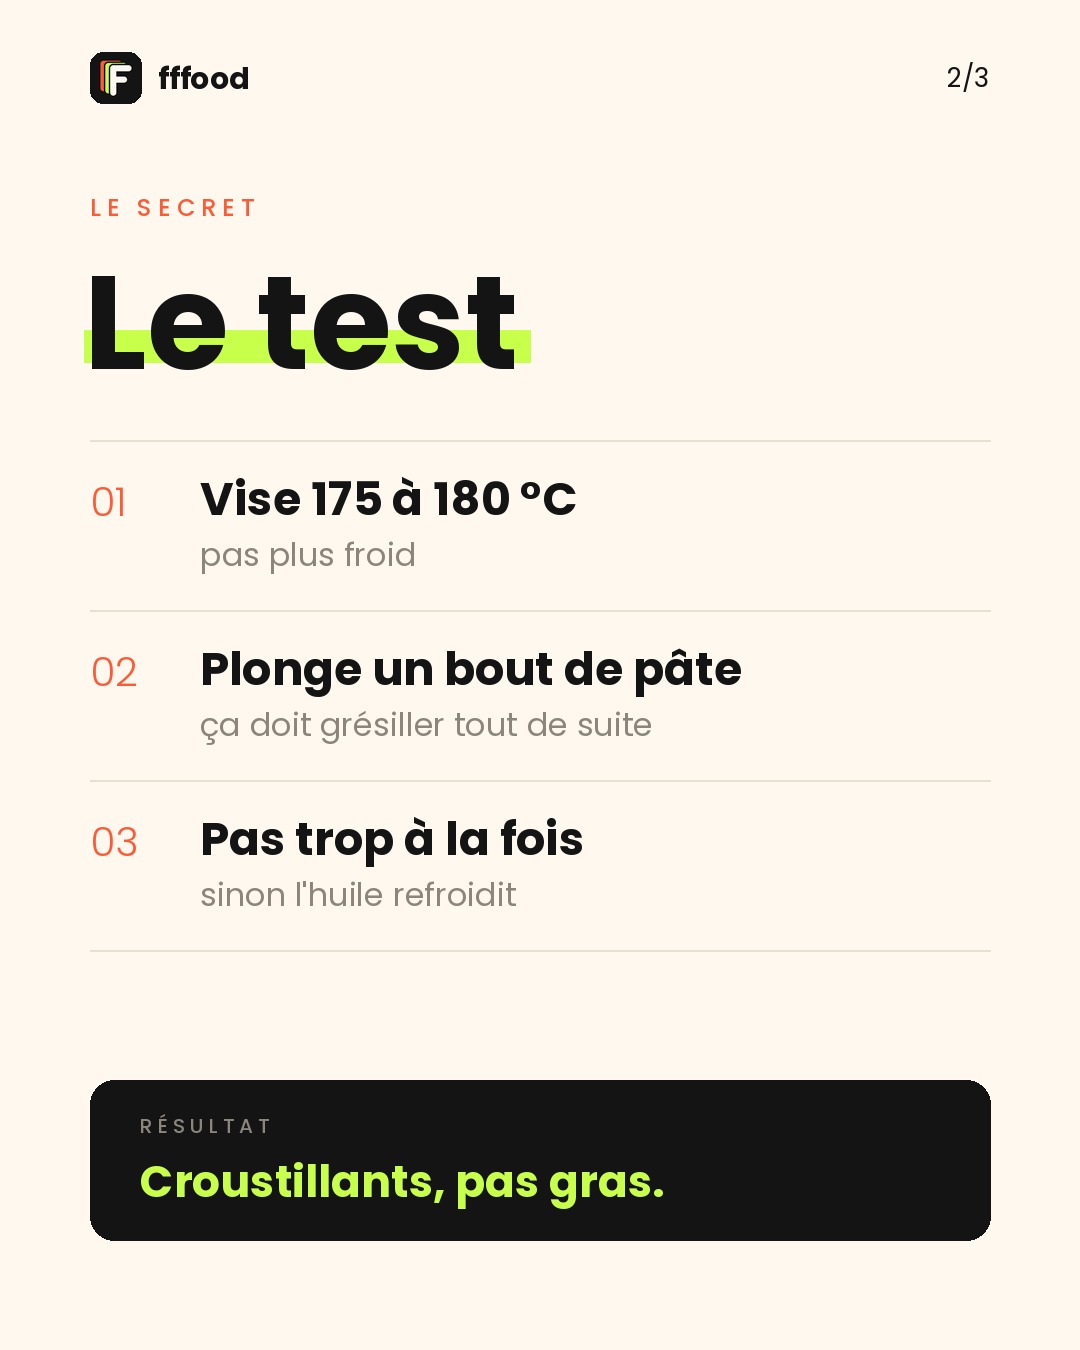 fffood
2/3
LE SECRET
Le test
01 Vise 175 à 180 °C
pas plus froid
02 Plonge un bout de pâte
ça doit grésiller tout de suite
03 Pas trop à la fois
sinon l'huile refroidit
RÉSULTAT
Croustillants, pas gras.